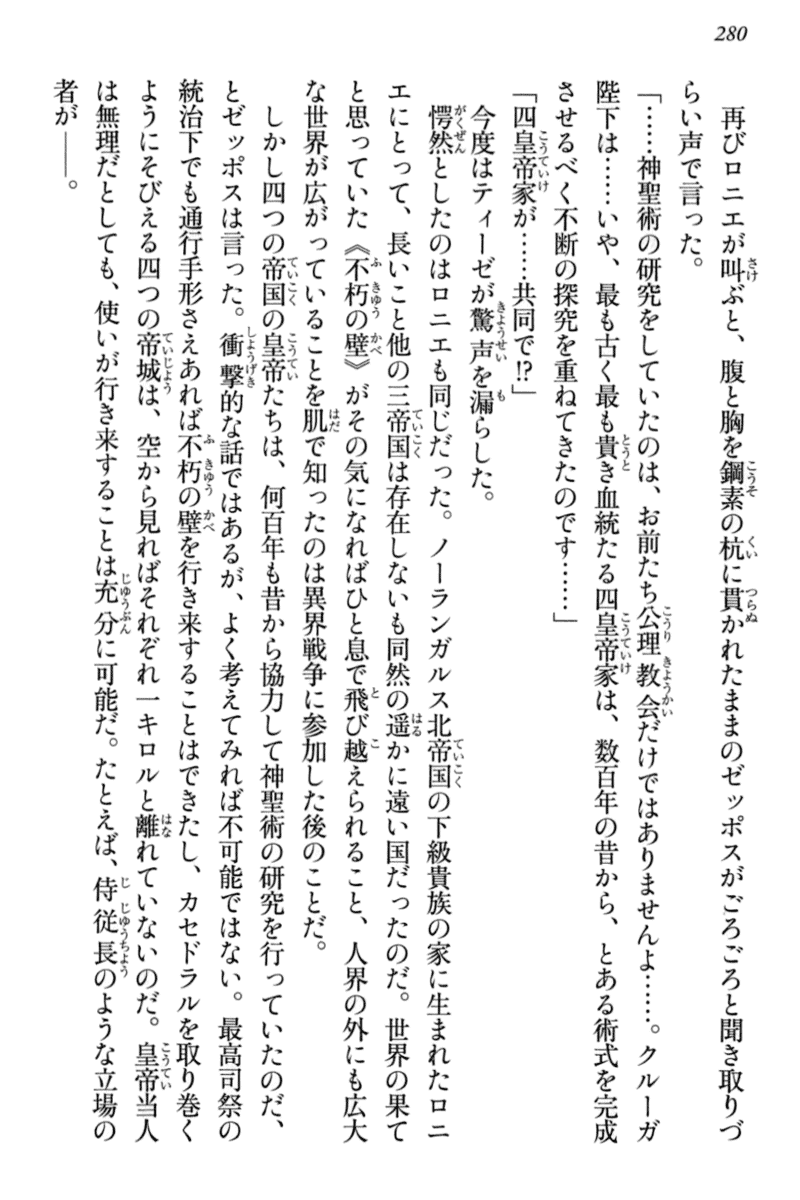 280
再びロニエが叫ぶと、腹と胸を鋼素の杭に貫かれたままのゼッポスがごろごろと聞き取りづ
らい声で言った。
「……神聖術の研究をしていたのは、お前たち公理教会だけではありませんよ……。クルーガ
陛下は……いや、最も古く最も貴き血統たる四皇帝家は、数百年の昔から、とある術式を完成
させるべく不断の探究を重ねてきたのです……」
「四皇帝家が……共同で!?」
今度はティーゼが驚声を漏らした。
愕然としたのはロニエも同じだった。ノーランガルス北帝国の下級貴族の家に生まれたロニ
エにとって、長いこと他の三帝国は存在しないも同然の遥かに遠い国だったのだ。世界の果て
と思っていた《不朽の壁》がその気になればひと息で飛び越えられること、人界の外にも広大
な世界が広がっていることを肌で知ったのは異界戦争に参加した後のことだ。
しかし四つの帝国の皇帝たちは、何百年も昔から協力して神聖術の研究を行っていたのだ、
とゼッポスは言った。衝撃的な話ではあるが、よく考えてみれば不可能ではない。最高司祭の
統治下でも通行手形さえあれば不朽の壁を行き来することはできたし、カセドラルを取り巻く
ようにそびえる四つの帝城は、空から見ればそれぞれ一キロルと離れていないのだ。皇帝当人
は無理だとしても、使いが行き来することは充分に可能だ。たとえば、侍従長のような立場の
者が――。